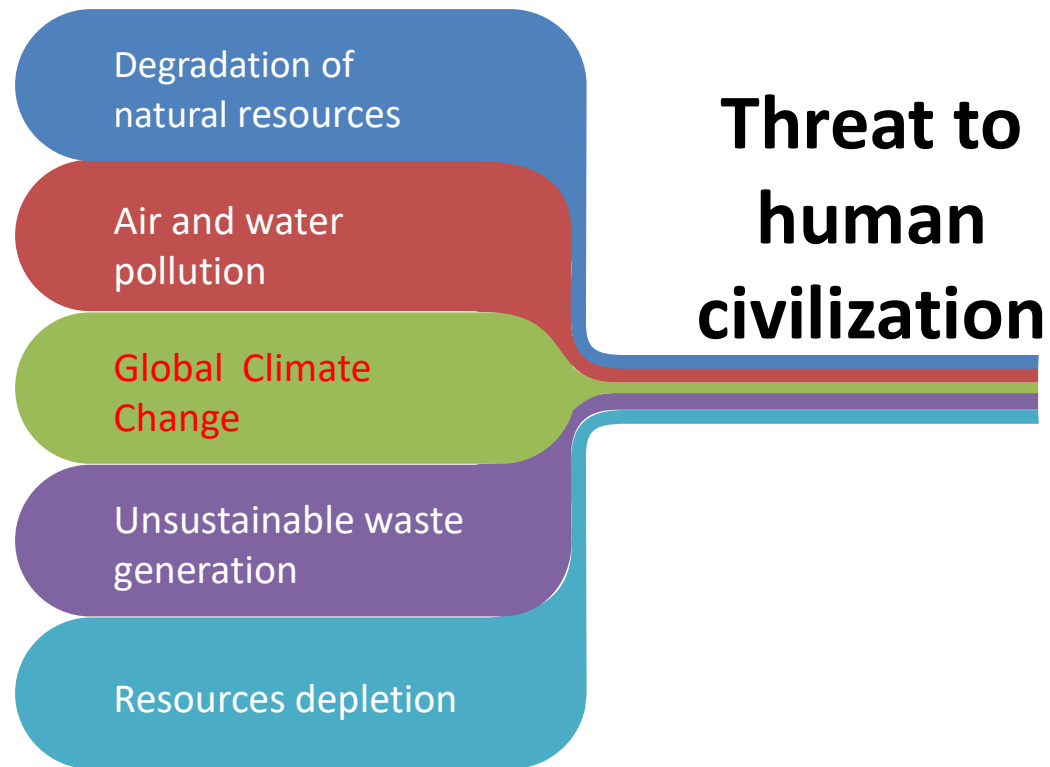 Degradation of
natural resources
Air and water
pollution
Global  Climate
Change
Unsustainable waste
generation
Resources depletion
Threat to
human
civilization